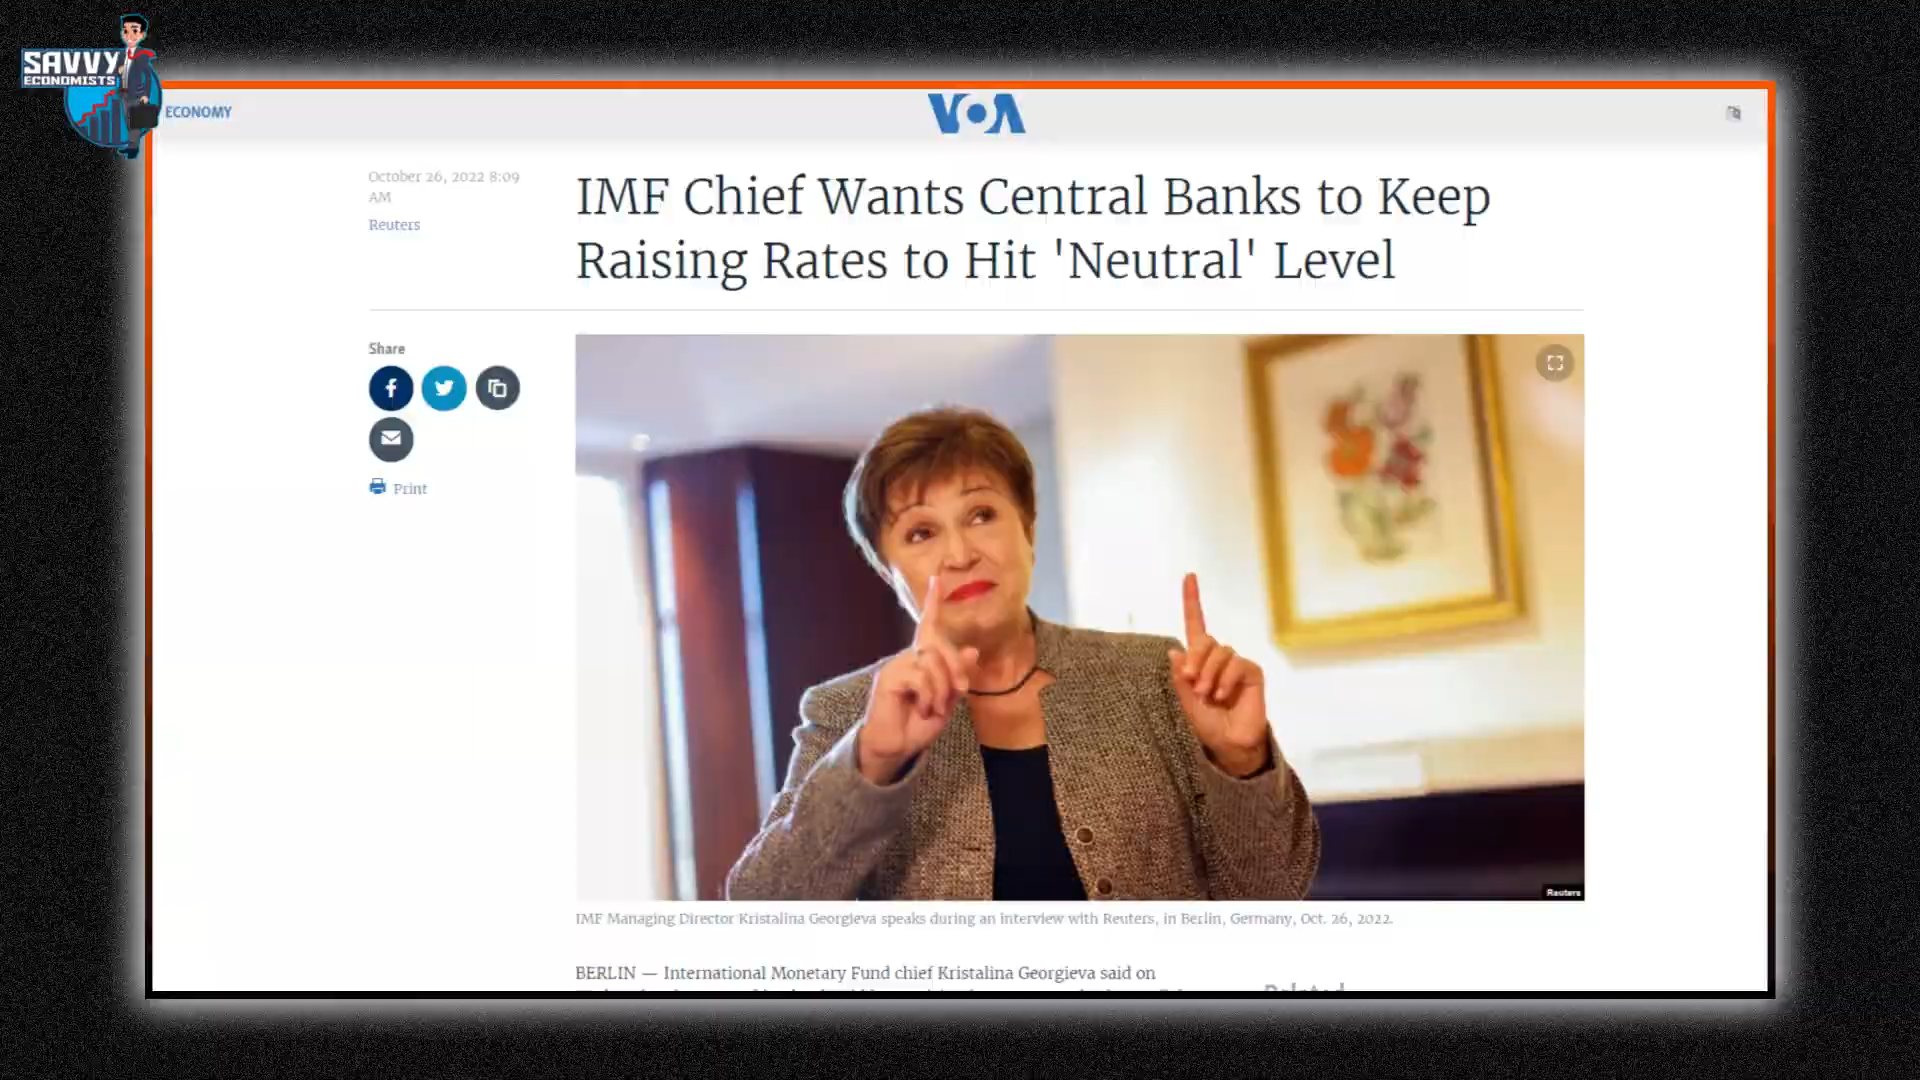 SAVVY
ECONOMISTS
ECONOMY
VOA
October 26, 2022 8:09
AM
Reuters
IMF Chief Wants Central Banks to Keep
Raising Rates to Hit 'Neutral' Level
Share
Print
Reuters
IMF Managing Director Kristalina Georgieva speaks during an interview with Reuters, in Berlin, Germany, Oct. 26, 2022.
BERLIN — International Monetary Fund chief Kristalina Georgieva said on